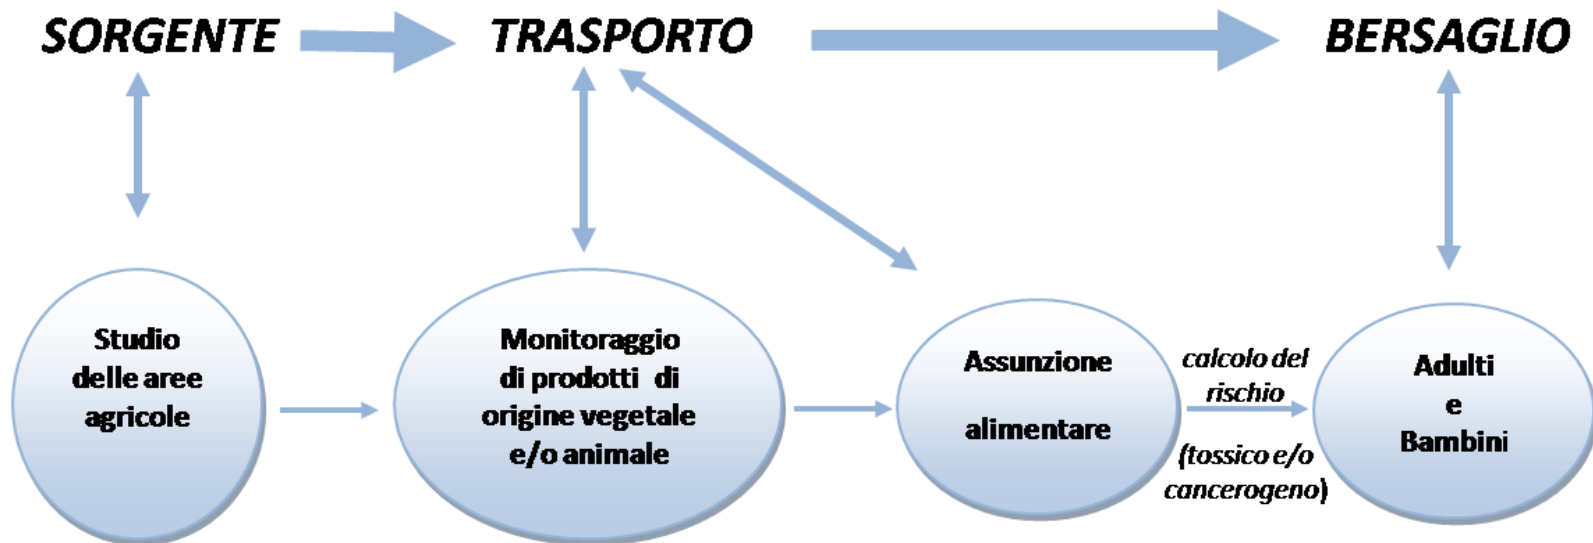 SORGENTE
TRASPORTO
BERSAGLIO
Studio
delle aree
agricole
Monitoraggio
di prodotti di
origine vegetale
e/o animale
Assunzione
alimentare
calcolo del
rischio
(tossico e/o
cancerogeno)
Adulti
e
Bambini